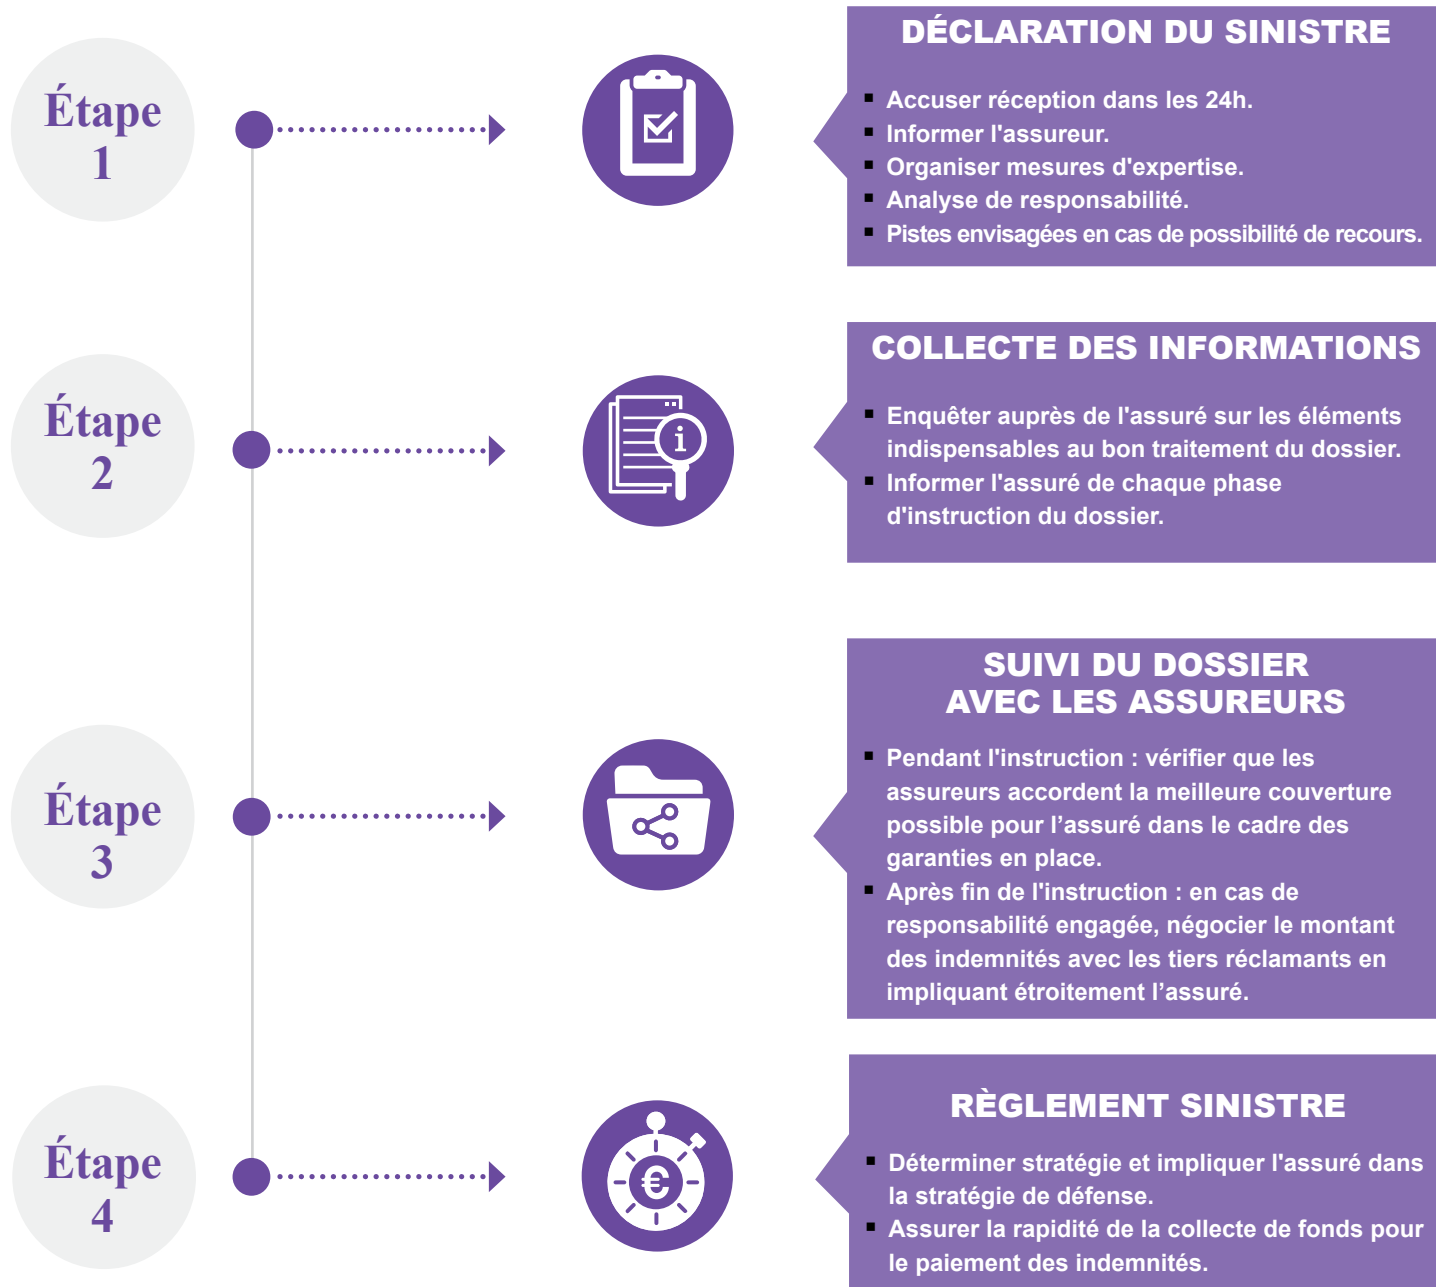 Étape
1
DÉCLARATION DU SINISTRE
▪ Accuser réception dans les 24h.
▪ Informer l'assureur.
▪ Organiser mesures d'expertise.
▪ Analyse de responsabilité.
▪ Pistes envisagées en cas de possibilité de recours.
Étape
2
i
COLLECTE DES INFORMATIONS
▪ Enquêter auprès de l'assuré sur les éléments
indispensables au bon traitement du dossier.
▪ Informer l'assuré de chaque phase
d'instruction du dossier.
Étape
3
SUIVI DU DOSSIER
AVEC LES ASSUREURS
▪ Pendant l'instruction : vérifier que les
assureurs accordent la meilleure couverture
possible pour l’assuré dans le cadre des
garanties en place.
▪ Après fin de l'instruction : en cas de
responsabilité engagée, négocier le montant
des indemnités avec les tiers réclamants en
impliquant étroitement l’assuré.
Étape
4
€
RÈGLEMENT SINISTRE
▪ Déterminer stratégie et impliquer l'assuré dans
la stratégie de défense.
▪ Assurer la rapidité de la collecte de fonds pour
le paiement des indemnités.